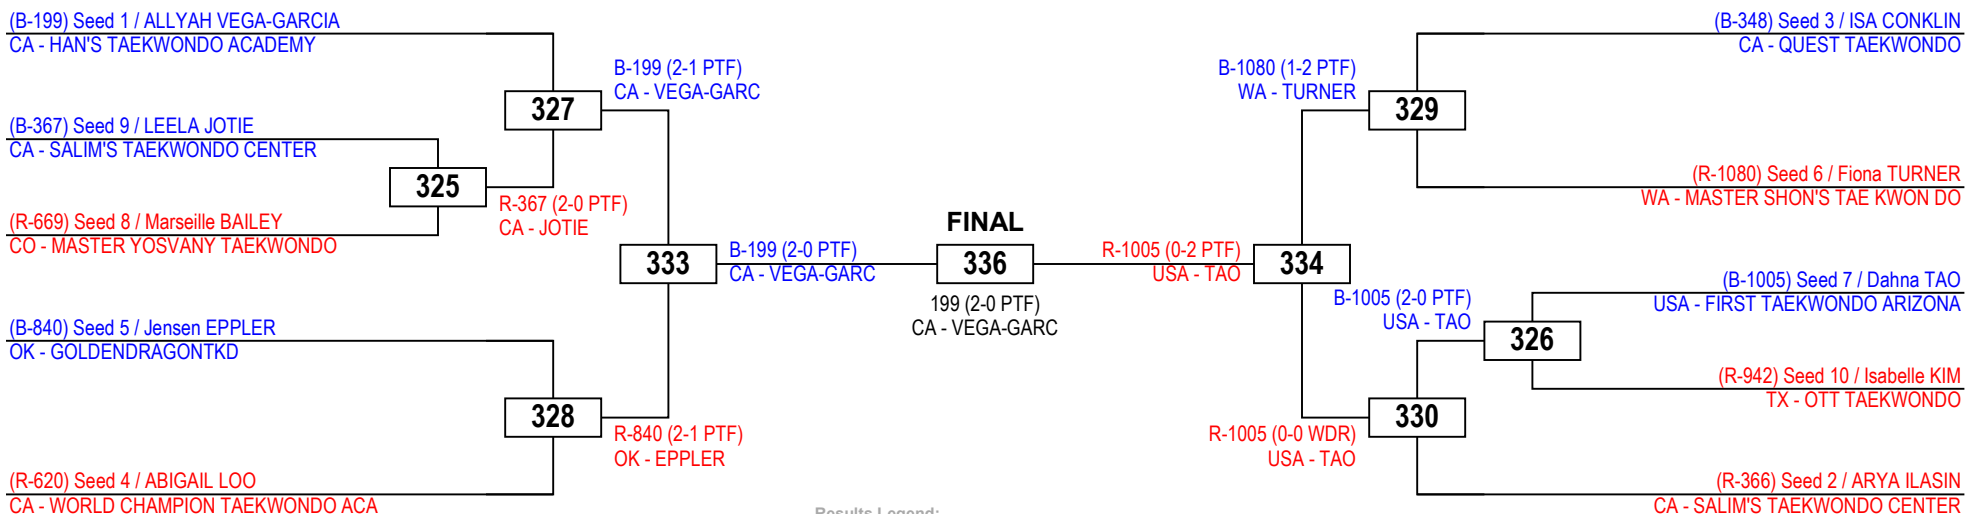 (B-199) Seed 1 / ALLYAH VEGA-GARCIA
CA - HAN'S TAEKWONDO ACADEMY
(B-367) Seed 9 / LEELA JOTIE
CA - SALIM'S TAEKWONDO CENTER
(R-669) Seed 8 / Marseille BAILEY
CO - MASTER YOSVANY TAEKWONDO
(B-840) Seed 5 / Jensen EPPLER
OK - GOLDENDRAGONTKD
(R-620) Seed 4 / ABIGAIL LOO
CA - WORLD CHAMPION TAEKWONDO ACA
325
R-367 (2-0 PTF)
CA - JOTIE
327
B-199 (2-1 PTF)
CA - VEGA-GARC
328
R-840 (2-1 PTF)
OK - EPPLER
333
B-199 (2-0 PTF)
CA - VEGA-GARC
FINAL
336
199 (2-0 PTF)
CA - VEGA-GARC
R-1005 (0-2 PTF)
USA - TAO
334
B-1080 (1-2 PTF)
WA - TURNER
329
R-1005 (0-0 WDR)
USA - TAO
330
B-1005 (2-0 PTF)
USA - TAO
326
(B-348) Seed 3 / ISA CONKLIN
CA - QUEST TAEKWONDO
(R-1080) Seed 6 / Fiona TURNER
WA - MASTER SHON'S TAE KWON DO
(B-1005) Seed 7 / Dahna TAO
USA - FIRST TAEKWONDO ARIZONA
(R-942) Seed 10 / Isabelle KIM
TX - OTT TAEKWONDO
(R-366) Seed 2 / ARYA ILASIN
CA - SALIM'S TAEKWONDO CENTER
Results Legend: